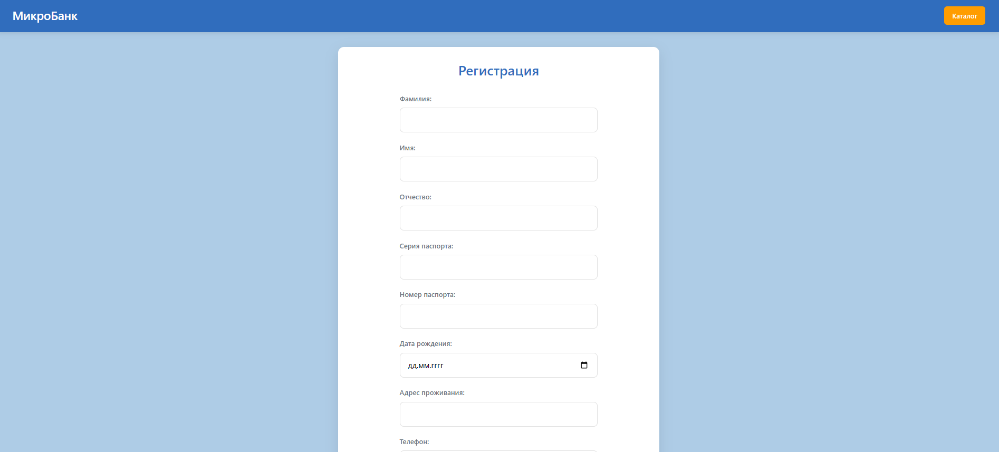 МикроБанк
Каталог
Регистрация
Фамилия:
Имя:
Отчество:
Серия паспорта:
Номер паспорта:
Дата рождения:
дд.мм.гггг
Адрес проживания:
Телефон: